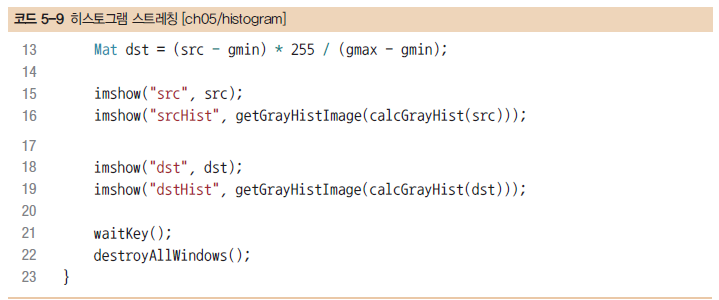 코드 5-9 히스토그램 스트레칭 [ch05/histogram]
13 Mat dst = (src - gmin) * 255 / (gmax - gmin);
14
15 imshow("src", src);
16 imshow("srcHist", getGrayHistImage(calcGrayHist(src)));
17
18 imshow("dst", dst);
19 imshow("dstHist", getGrayHistImage(calcGrayHist(dst)));
20
21 waitKey();
22 destroyAllWindows();
23 }